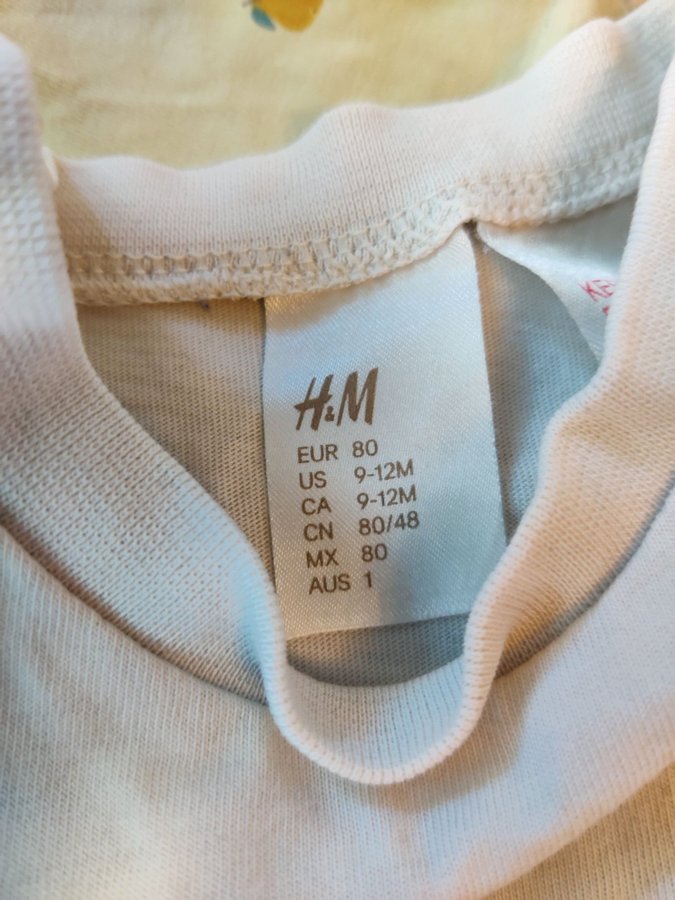 H&M
EUR 80
US 9-12M
CA 9-12M
CN 80/48
MX 80
AUS 1